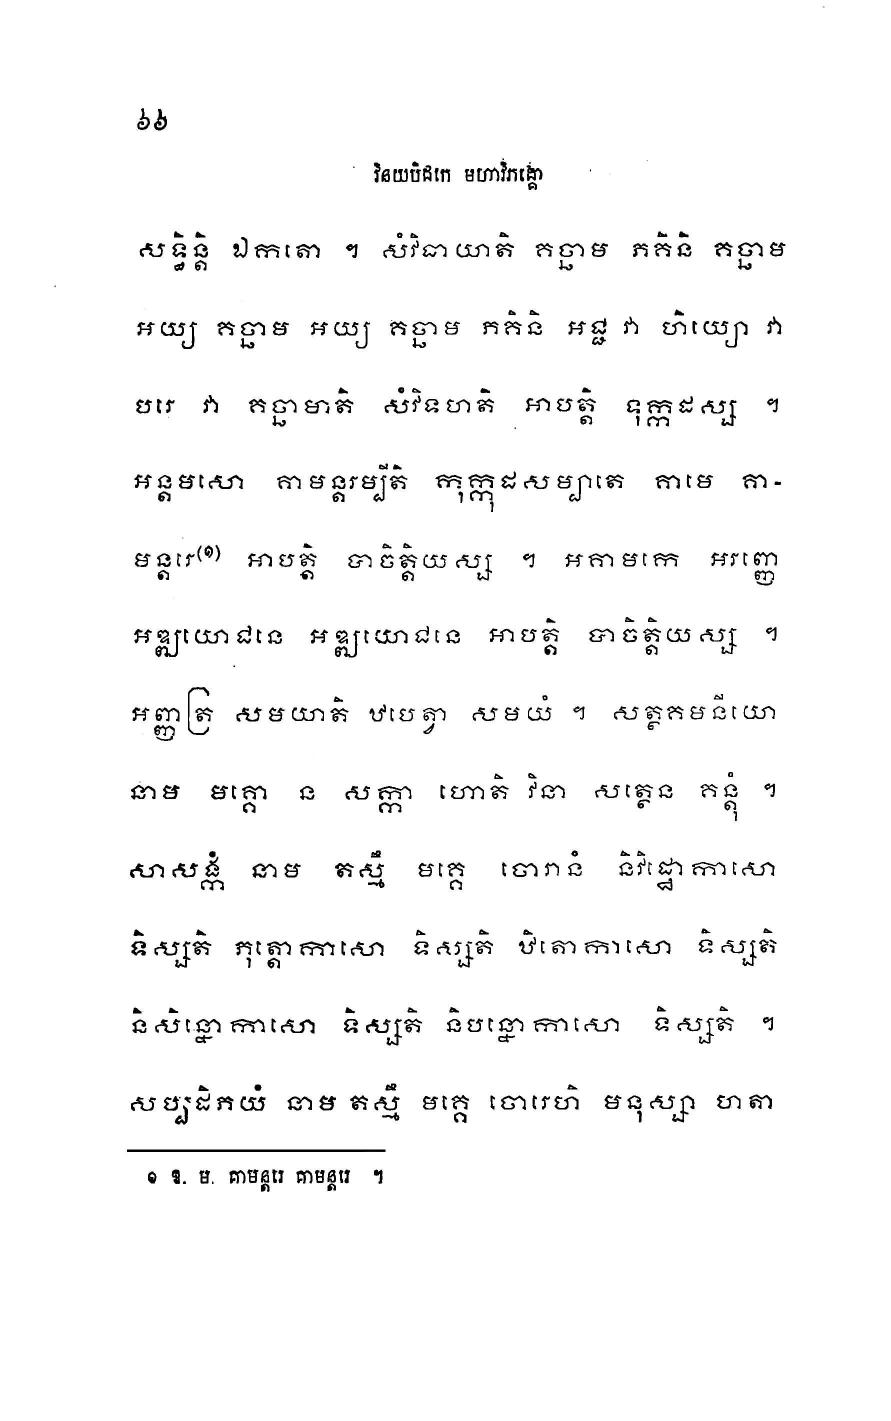 ៦៦
វិនយបិដកេ មហាវិភង្គោ
សទ្ធិន្តិ ឯកតោ ។ សំវិធាយាតិ គច្ឆាម ភគិនិ គច្ឆាម
អយ្យ គច្ឆាម អយ្យ គច្ឆាម ភគិនិ អជ្ជ វា ហិយ្យោ វា
បរេ វា គច្ឆាមាតិ សំវិទហតិ អាបត្តិ ទុក្កដស្ស ។
អន្តមសោ គាមន្តរម្បីតិ កុក្កុដសម្បាតេ គាមេ គា-
មន្តរេ(១) អាបត្តិ បាចិត្តិយស្ស ។ អគាមកេ អរញ្ញេ
អឌ្ឍយោជនេ អឌ្ឍយោជនេ អាបត្តិ បាចិត្តិយស្ស ។
អញ្ញត្រ សមយាតិ ឋបេត្វា សមយំ ។ សត្ថគមនីយោ
នាម មគ្គោ ន សក្កា ហោតិ វិនា សត្ថេន គន្តុំ ។
សាសង្កំ នាម តស្មឹ មគ្គេ ចោរានំ និវិដ្ឋោកាសោ
ទិស្សតិ ភុត្តោកាសោ ទិស្សតិ ឋិតោកាសោ ទិស្សតិ
និសិន្នោកាសោ ទិស្សតិ និបន្នោកាសោ ទិស្សតិ ។
សប្បដិភយំ នាម តស្មឹ មគ្គេ ចោរេហិ មនុស្សា ហតា
១ ឱ. ម. គាមន្តរេ គាមន្តរេ ។